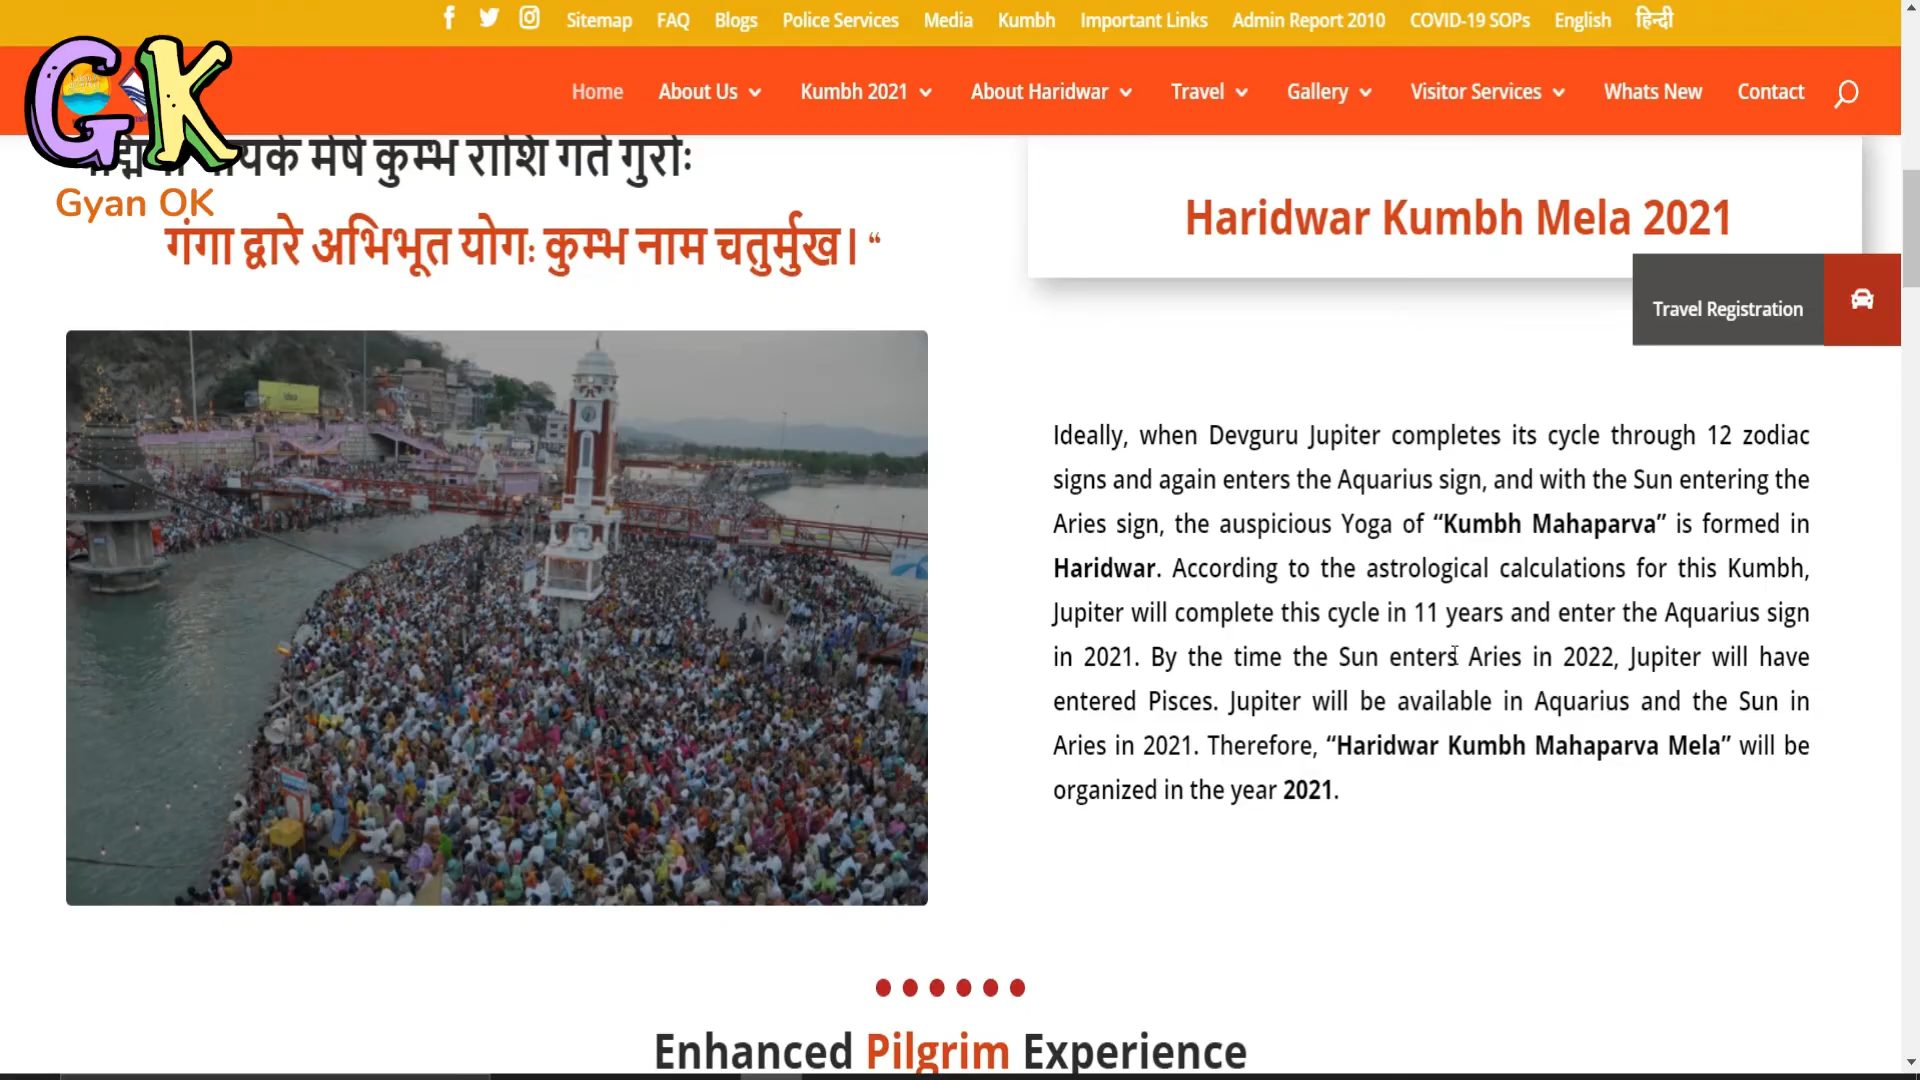 Sitemap FAQ Blogs Police Services Media Kumbh Important Links Admin Report 2010 COVID-19 SOPs English हिन्दी
GK
Gyan OK
Home About Us Kumbh 2021 About Haridwar Travel Gallery Visitor Services Whats New Contact
मेषे कुम्भ राशि गते गुरोः
गंगा द्वारे अभिभूत योगः कुम्भ नाम चतुर्मुख। “
Haridwar Kumbh Mela 2021
Travel Registration
Ideally, when Devguru Jupiter completes its cycle through 12 zodiac
signs and again enters the Aquarius sign, and with the Sun entering the
Aries sign, the auspicious Yoga of “Kumbh Mahaparva” is formed in
Haridwar. According to the astrological calculations for this Kumbh,
Jupiter will complete this cycle in 11 years and enter the Aquarius sign
in 2021. By the time the Sun enters Aries in 2022, Jupiter will have
entered Pisces. Jupiter will be available in Aquarius and the Sun in
Aries in 2021. Therefore, “Haridwar Kumbh Mahaparva Mela” will be
organized in the year 2021.
Enhanced Pilgrim Experience